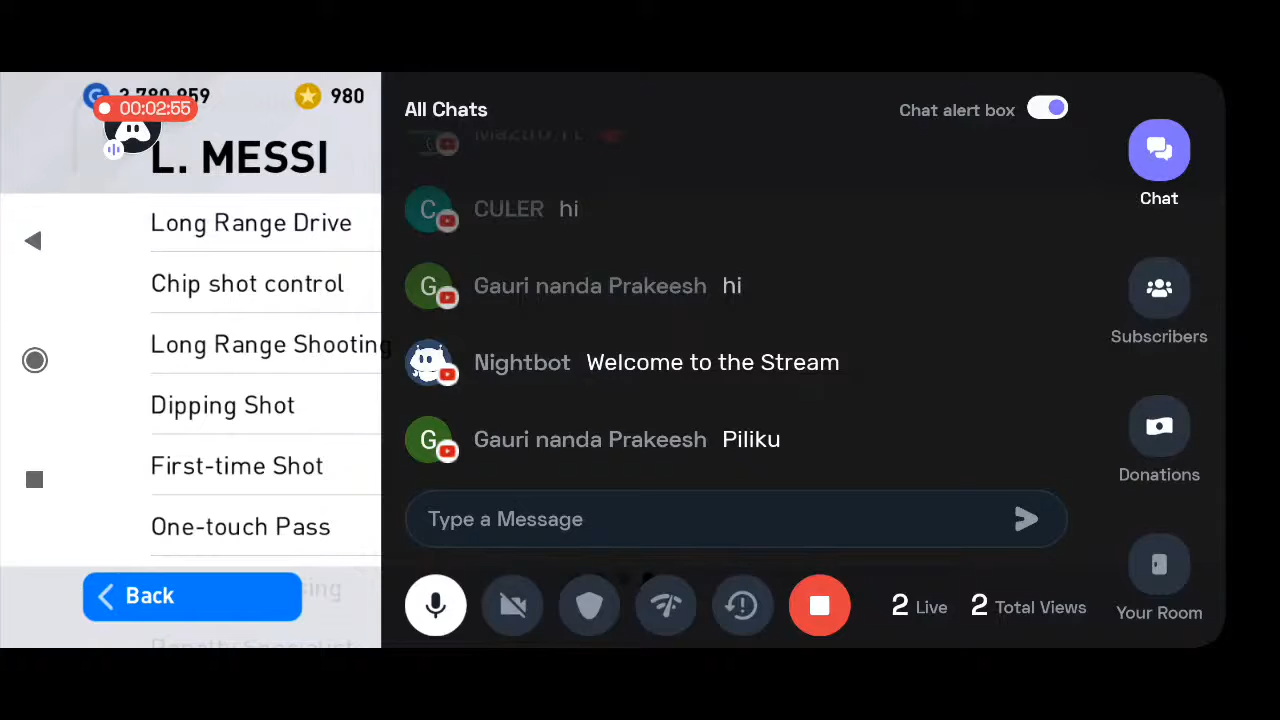 980
00:02:55
L. MESSI
Long Range Drive
Chip shot control
Long Range Shooting
Dipping Shot
First-time Shot
One-touch Pass
Back
All Chats
Chat alert box
C CULER hi
G Gauri nanda Prakeesh hi
Nightbot Welcome to the Stream
G Gauri nanda Prakeesh Piliku
Type a Message
2 Live 2 Total Views
Chat
Subscribers
Donations
Your Room